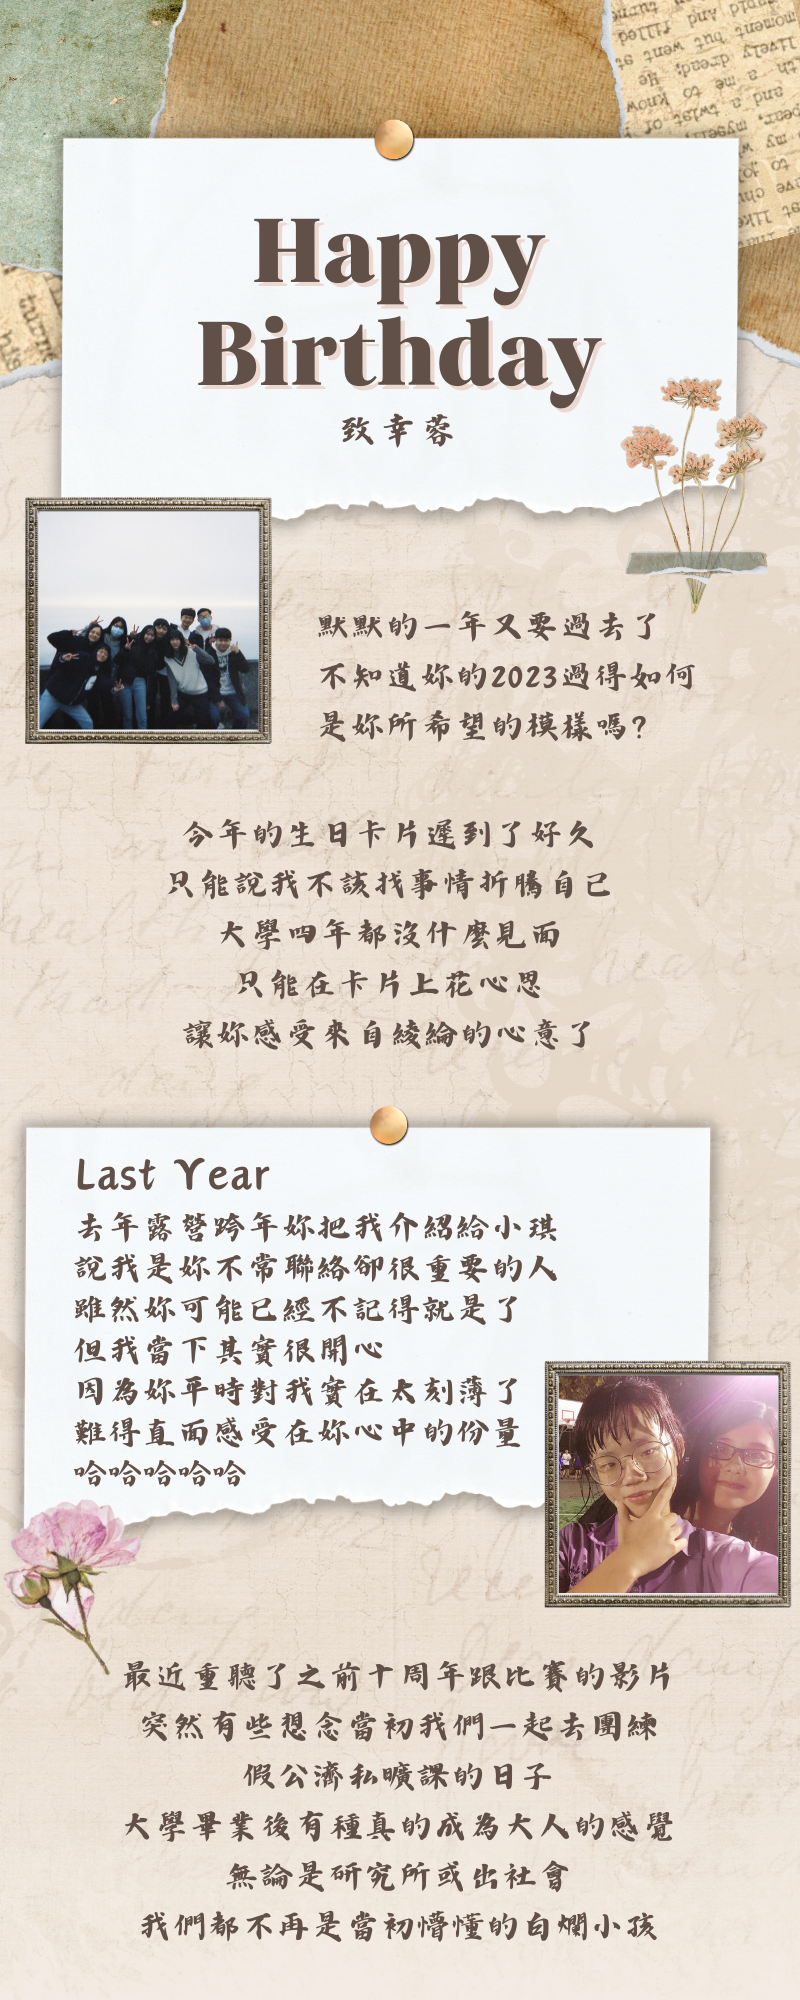 Happy
Birthday
致幸蓉
默默的一年又要過去了
不知道妳的2023過得如何
是妳所希望的模樣嗎?
今年的生日卡片遲到了好久
只能說我不該找事情折騰自己
大學四年都沒什麼見面
只能在卡片上花心思
讓妳感受來自綾綸的心意了
Last Year
去年露營跨年妳把我介紹給小琪
說我是妳不常聯絡卻很重要的人
雖然妳可能已經不記得就是了
但我當下其實很開心
因為妳平時對我實在太刻薄了
難得直面感受在妳心中的份量
哈哈哈哈哈
最近重聽了之前十周年跟比賽的影片
突然有些想念當初我們一起去團練
假公濟私曠課的日子
大學畢業後有種真的成為大人的感覺
無論是研究所或出社會
我們都不再是當初懵懂的白爛小孩